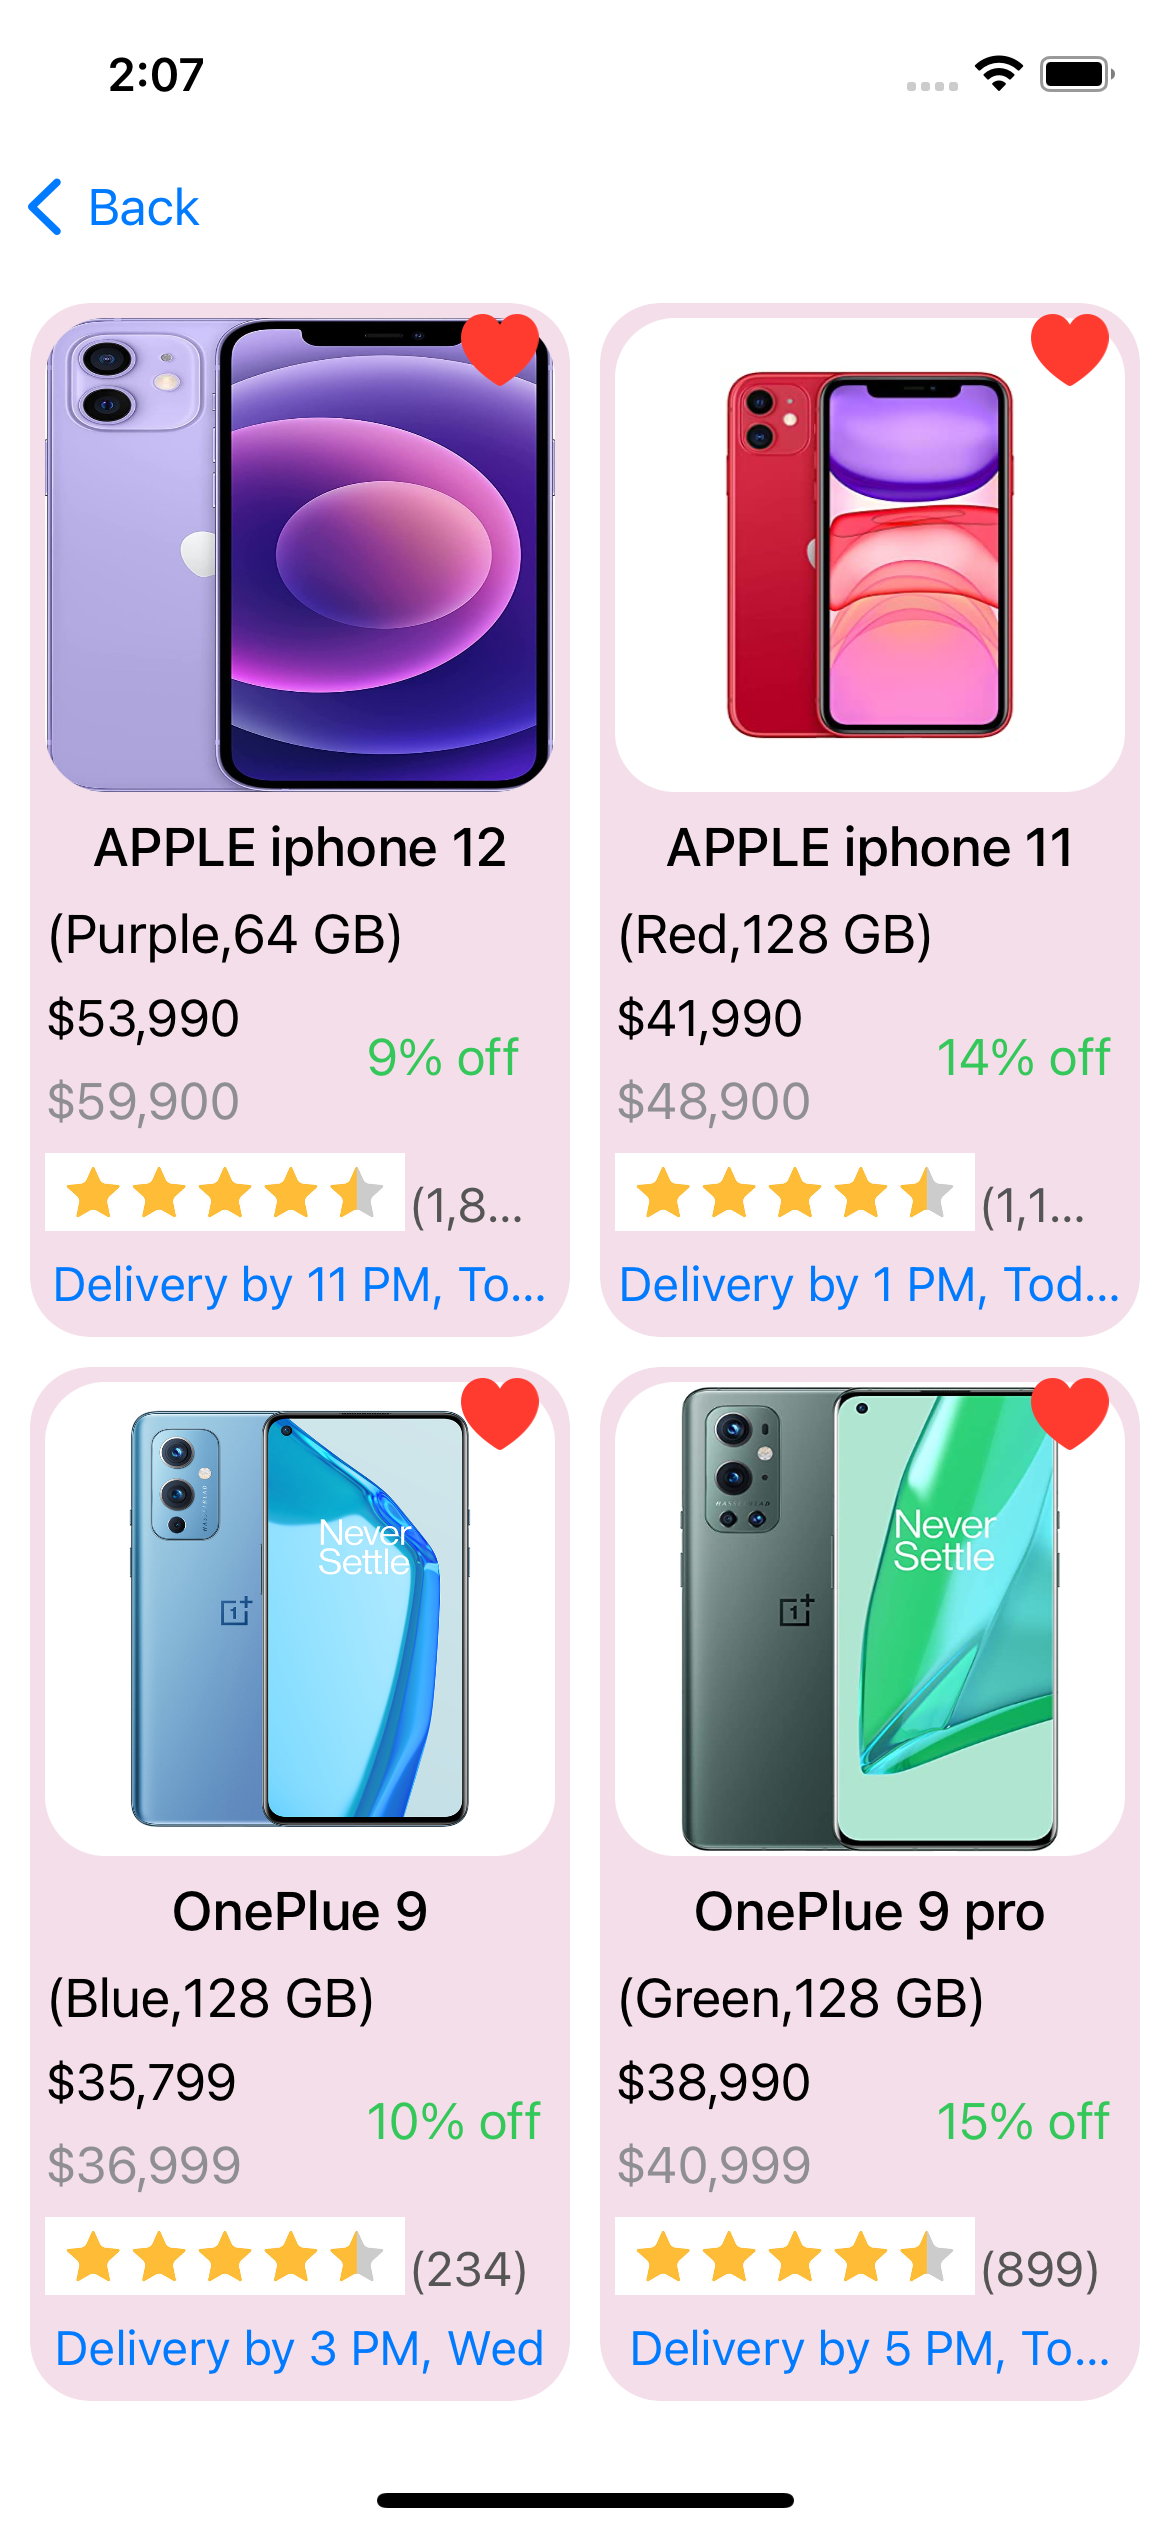 2:07
Back
APPLE iphone 12
(Purple,64 GB)
$53,990
9% off
$59,900
(1,8...
Delivery by 11 PM, To...
APPLE iphone 11
(Red,128 GB)
$41,990
14% off
$48,900
(1,1...
Delivery by 1 PM, Tod...
Never
Settle
OnePlue 9
(Blue,128 GB)
$35,799
10% off
$36,999
(234)
Delivery by 3 PM, Wed
HASSELBLAD
Never
Settle
OnePlue 9 pro
(Green,128 GB)
$38,990
15% off
$40,999
(899)
Delivery by 5 PM, To...